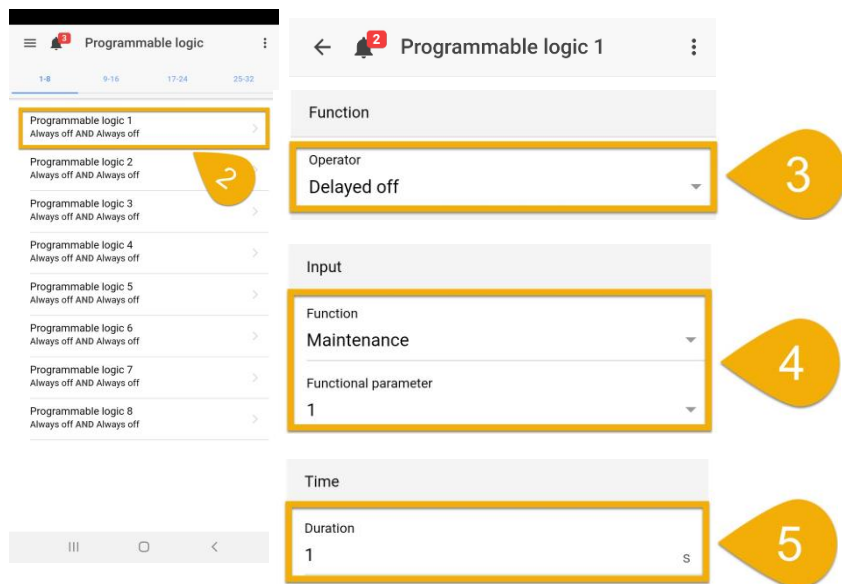 3
Programmable logic
1-8 9-16 17-24 25-32
Programmable logic 1
Always off AND Always off
2
Programmable logic 2
Always off AND Always off
Programmable logic 3
Always off AND Always off
Programmable logic 4
Always off AND Always off
Programmable logic 5
Always off AND Always off
Programmable logic 6
Always off AND Always off
Programmable logic 7
Always off AND Always off
Programmable logic 8
Always off AND Always off
2
Programmable logic 1
Function
Operator
Delayed off
3
Input
Function
Maintenance
Functional parameter
1
4
Time
Duration
1 s
5